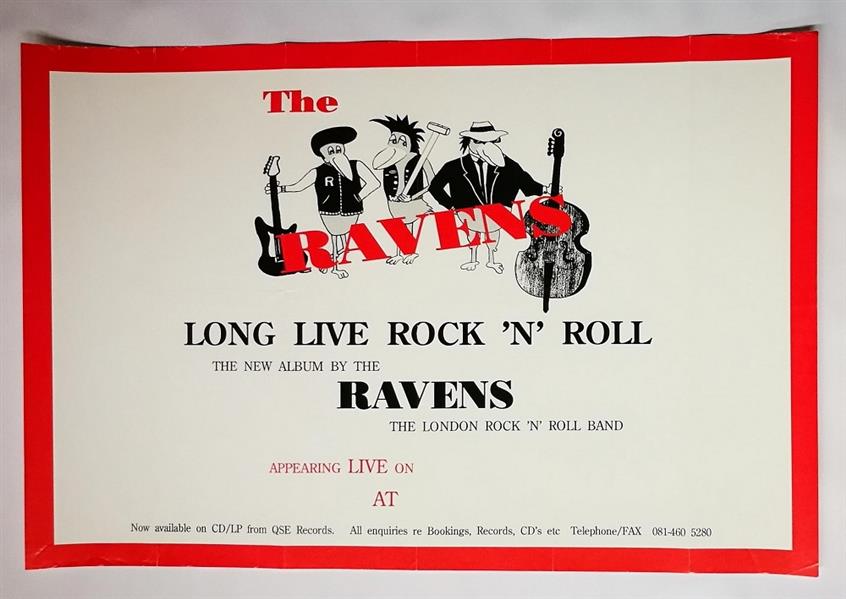 The
R
RAVENS
LONG LIVE ROCK 'N' ROLL
THE NEW ALBUM BY THE
RAVENS
THE LONDON ROCK 'N' ROLL BAND
APPEARING LIVE ON
AT
Now available on CD/LP from QSE Records. All enquiries re Bookings, Records, CD's etc Telephone/FAX 081-460 5280